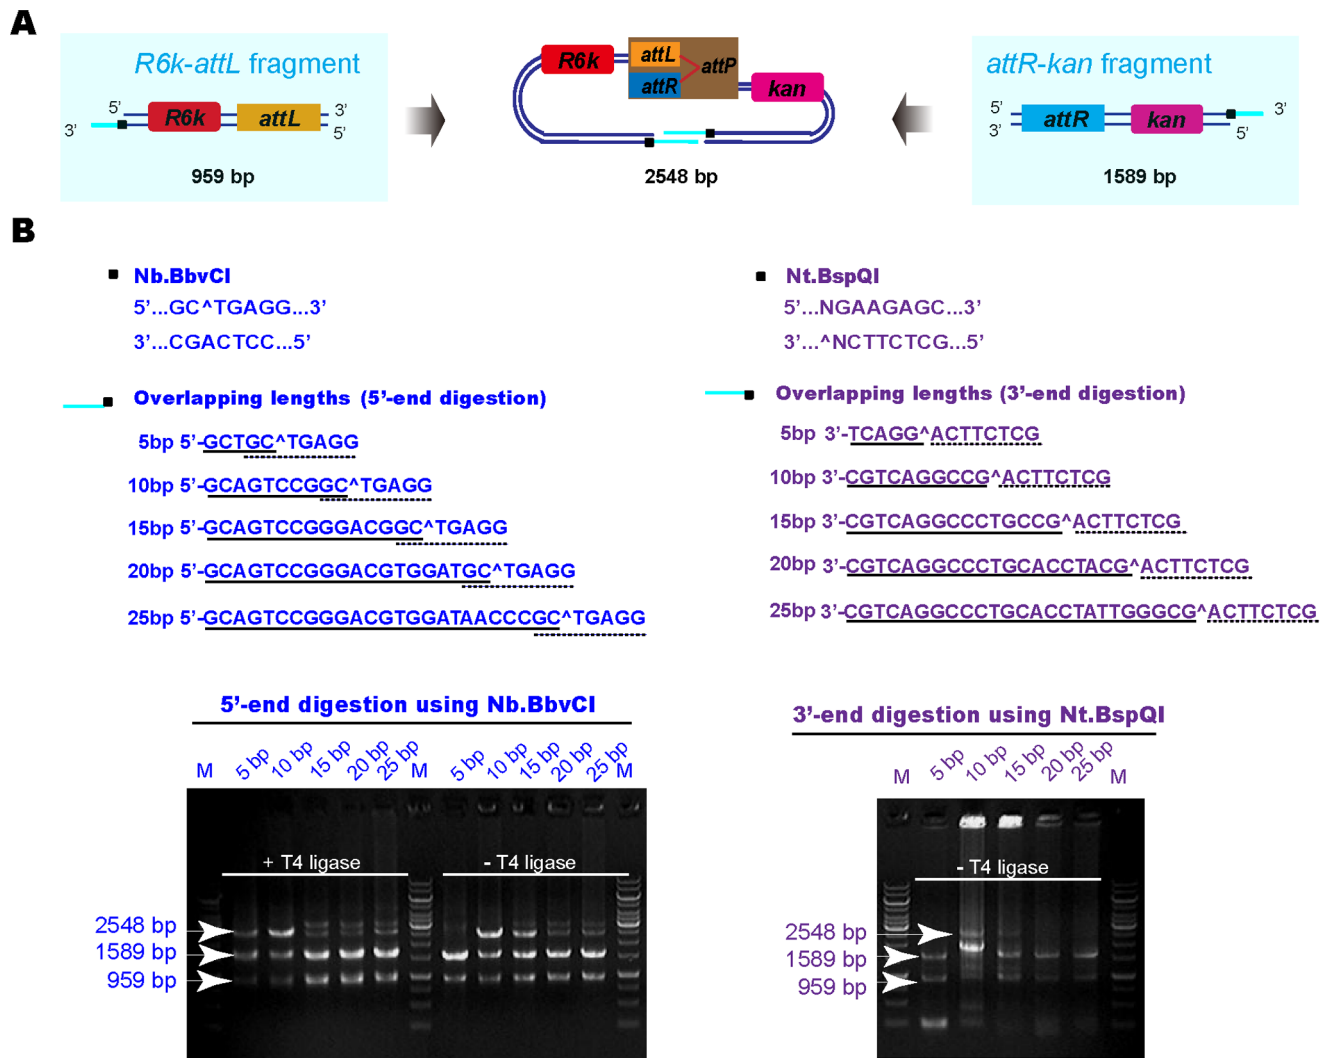 A
R6k-attL fragment
5'
3'
3'
5'
R6k
attL
959 bp
R6k
attL
attR
attP
kan
2548 bp
attR-kan fragment
5'
3'
3'
5'
attR
kan
1589 bp
B
Nb.BbvCI
5'...GC^TGAGG...3'
3'...CGACTCC...5'
Overlapping lengths (5'-end digestion)
5bp 5'-GCTGC^TGAGG
10bp 5'-GCAGTCCGGC^TGAGG
15bp 5'-GCAGTCCGGGACGGC^TGAGG
20bp 5'-GCAGTCCGGGACGTGGATGC^TGAGG
25bp 5'-GCAGTCCGGGACGTGGATAACCCGC^TGAGG
Nt.BspQI
5'...NGAAGAGC...3'
3'...^NCTTCTCG...5'
Overlapping lengths (3'-end digestion)
5bp 3'-TCAGG^ACTTCTCG
10bp 3'-CGTCAGGCCG^ACTTCTCG
15bp 3'-CGTCAGGCCCTGCCG^ACTTCTCG
20bp 3'-CGTCAGGCCCTGCACCTACG^ACTTCTCG
25bp 3'-CGTCAGGCCCTGCACCTATTGGGCG^ACTTCTCG
5'-end digestion using Nb.BbvCI
M 5 bp 10 bp 15 bp 20 bp 25 bp M 5 bp 10 bp 15 bp 20 bp 25 bp M
+ T4 ligase - T4 ligase
2548 bp
1589 bp
959 bp
3'-end digestion using Nt.BspQI
M 5 bp 10 bp 15 bp 20 bp 25 bp M
- T4 ligase
2548 bp
1589 bp
959 bp